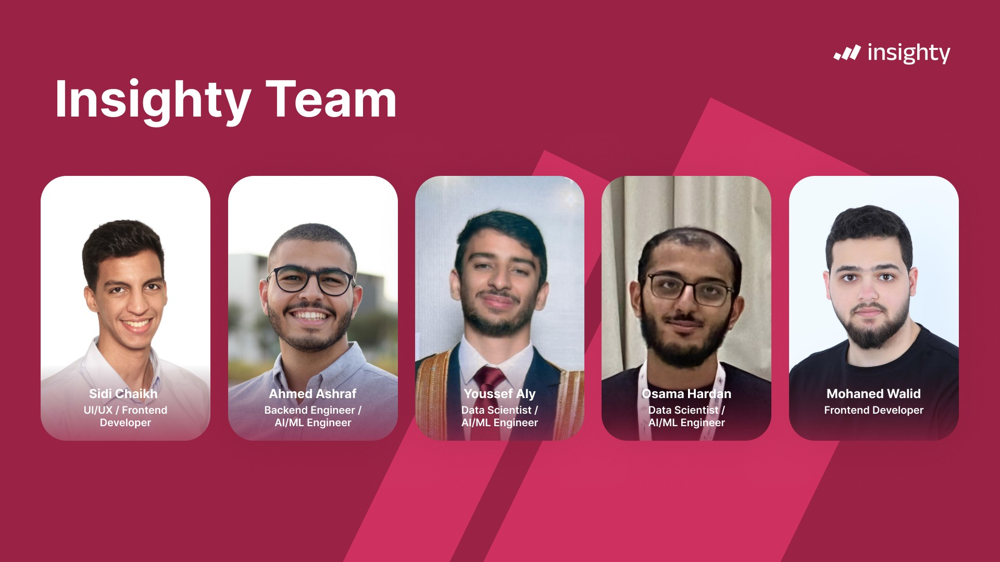 insighty
Insighty Team
Sidi Chaikh
UI/UX / Frontend
Developer
Ahmed Ashraf
Backend Engineer /
AI/ML Engineer
Youssef Aly
Data Scientist /
AI/ML Engineer
Osama Hardan
Data Scientist /
AI/ML Engineer
Mohaned Walid
Frontend Developer